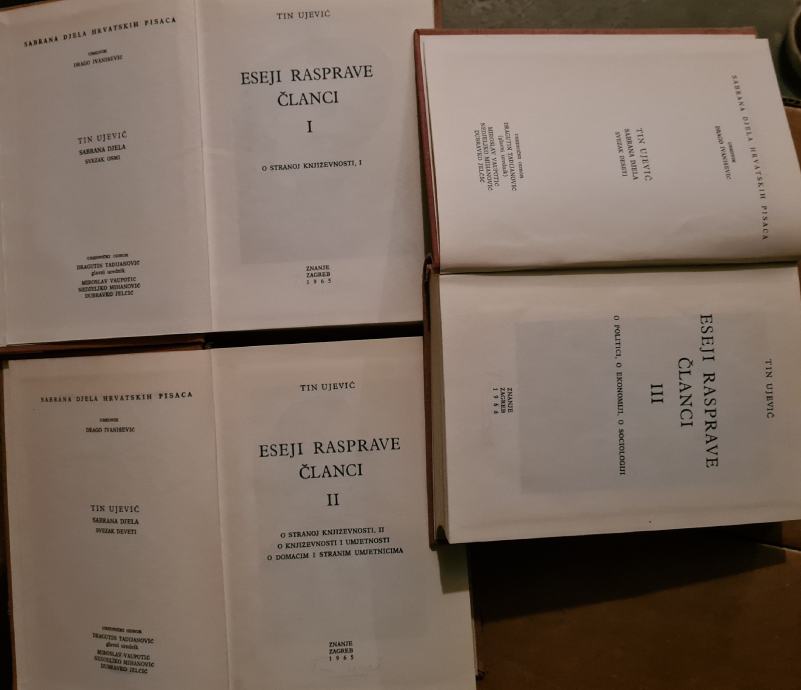 SABRANA DJELA HRVATSKIH PISACA
UREDNIK
DRAGO IVANIŠEVIĆ
TIN UJEVIĆ
SABRANA DJELA
SVEZAK OSMI
UREDNIČKI ODBOR
DRAGUTIN TADIJANOVIĆ
glavni urednik
MIROSLAV VAUPOTIĆ
NEDJELJKO MIHANOVIĆ
DUBRAVKO JELČIĆ
TIN UJEVIĆ
ESEJI RASPRAVE
ČLANCI
I
O STRANOJ KNJIŽEVNOSTI, I
ZNANJE
ZAGREB
1965
SABRANA DJELA HRVATSKIH PISACA
UREDNIK
DRAGO IVANIŠEVIĆ
TIN UJEVIĆ
SABRANA DJELA
SVEZAK DESETI
UREDNIČKI ODBOR
DRAGUTIN TADIJANOVIĆ
(glavni urednik)
MIROSLAV VAUPOTIĆ
NEDJELJKO MIHANOVIĆ
DUBRAVKO JELČIĆ
TIN UJEVIĆ
ESEJI RASPRAVE
ČLANCI
III
O POLITICI, O EKONOMIJI, O SOCIOLOGIJI
ZNANJE
ZAGREB
1966
SABRANA DJELA HRVATSKIH PISACA
UREDNIK
DRAGO IVANIŠEVIĆ
TIN UJEVIĆ
SABRANA DJELA
SVEZAK DEVETI
UREDNIČKI ODBOR
DRAGUTIN TADIJANOVIĆ
glavni urednik
MIROSLAV VAUPOTIĆ
NEDJELJKO MIHANOVIĆ
DUBRAVKO JELČIĆ
TIN UJEVIĆ
ESEJI RASPRAVE
ČLANCI
II
O STRANOJ KNJIŽEVNOSTI, II
O KNJIŽEVNOSTI I UMJETNOSTI
O DOMAĆIM I STRANIM UMJETNICIMA
ZNANJE
ZAGREB
1965